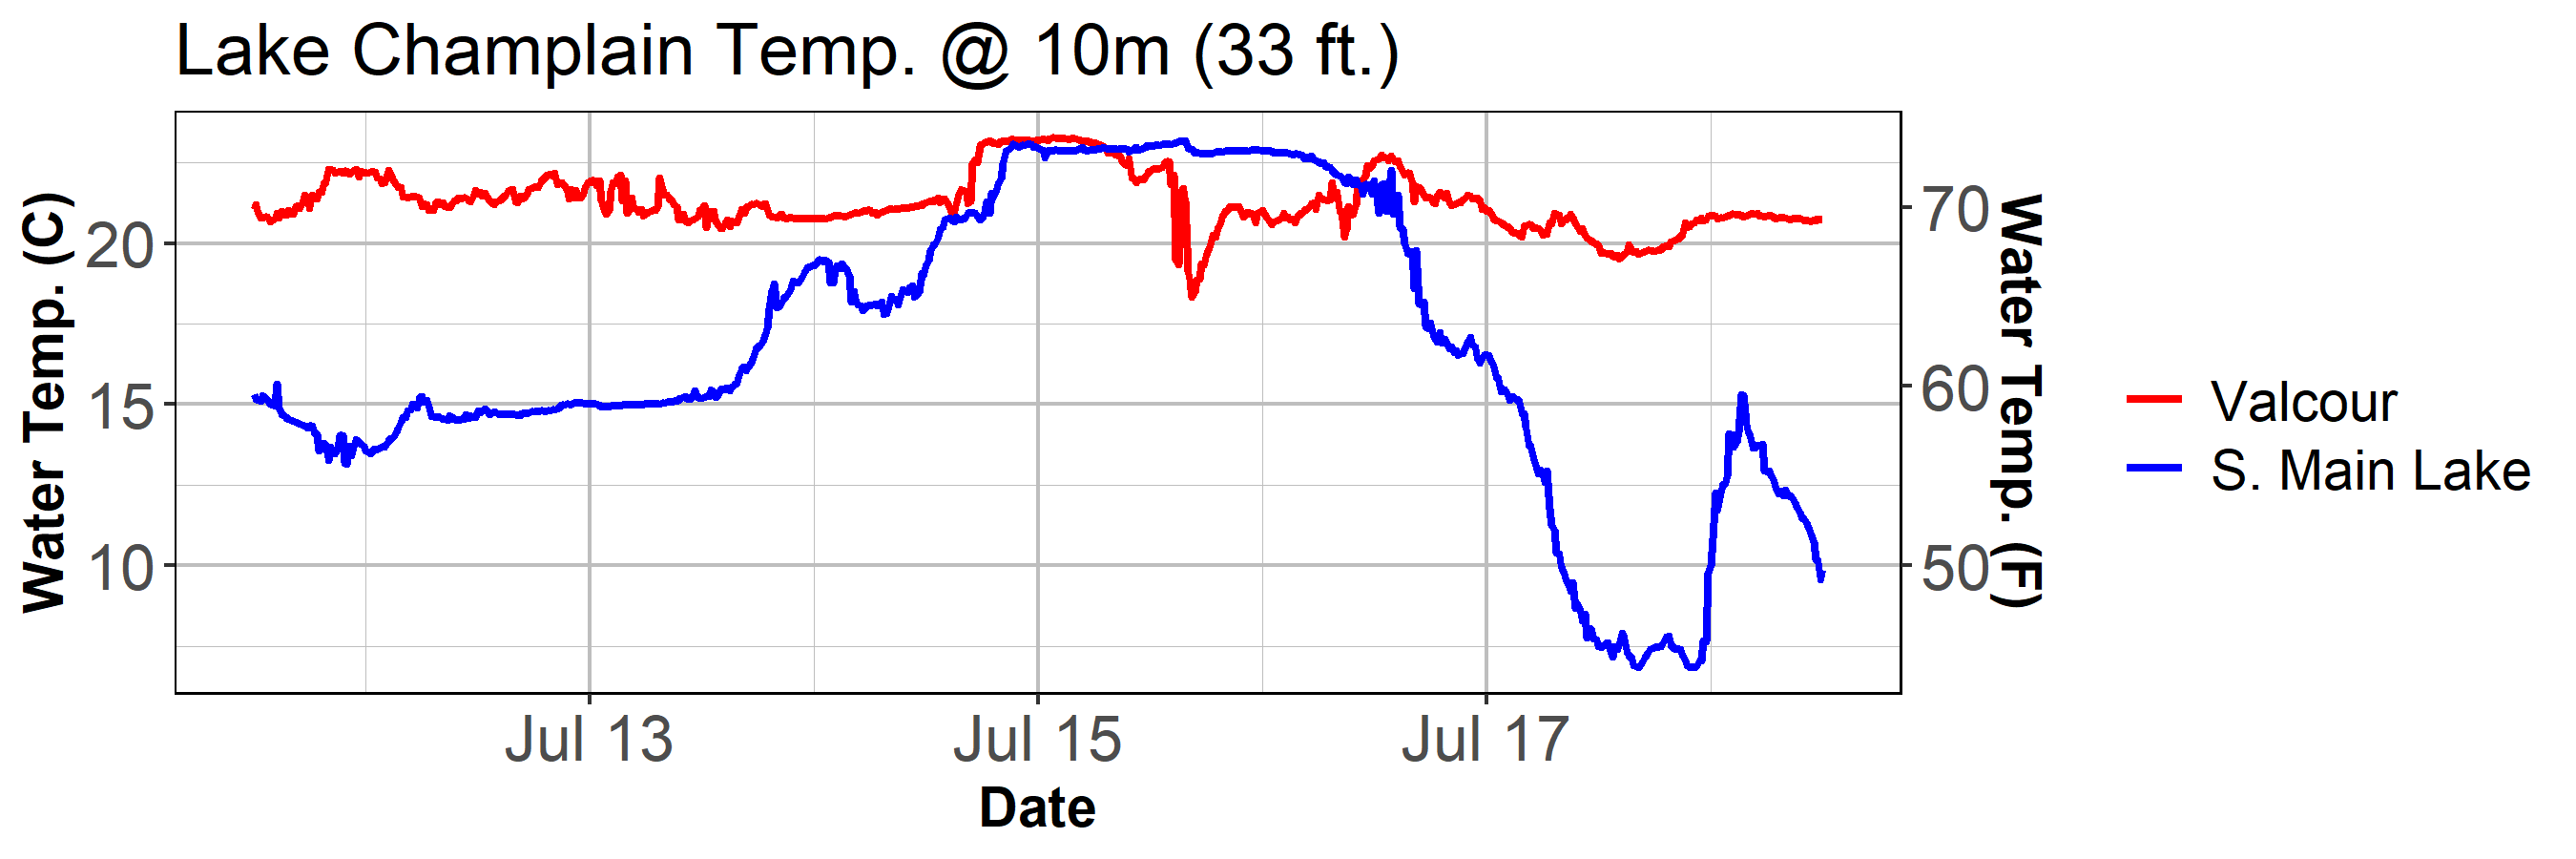 Lake Champlain Temp. @ 10m (33 ft.)
Water Temp. (C)
20
15
10
70
60
50
Water Temp. (F)
Valcour
S. Main Lake
Jul 13
Jul 15
Jul 17
Date